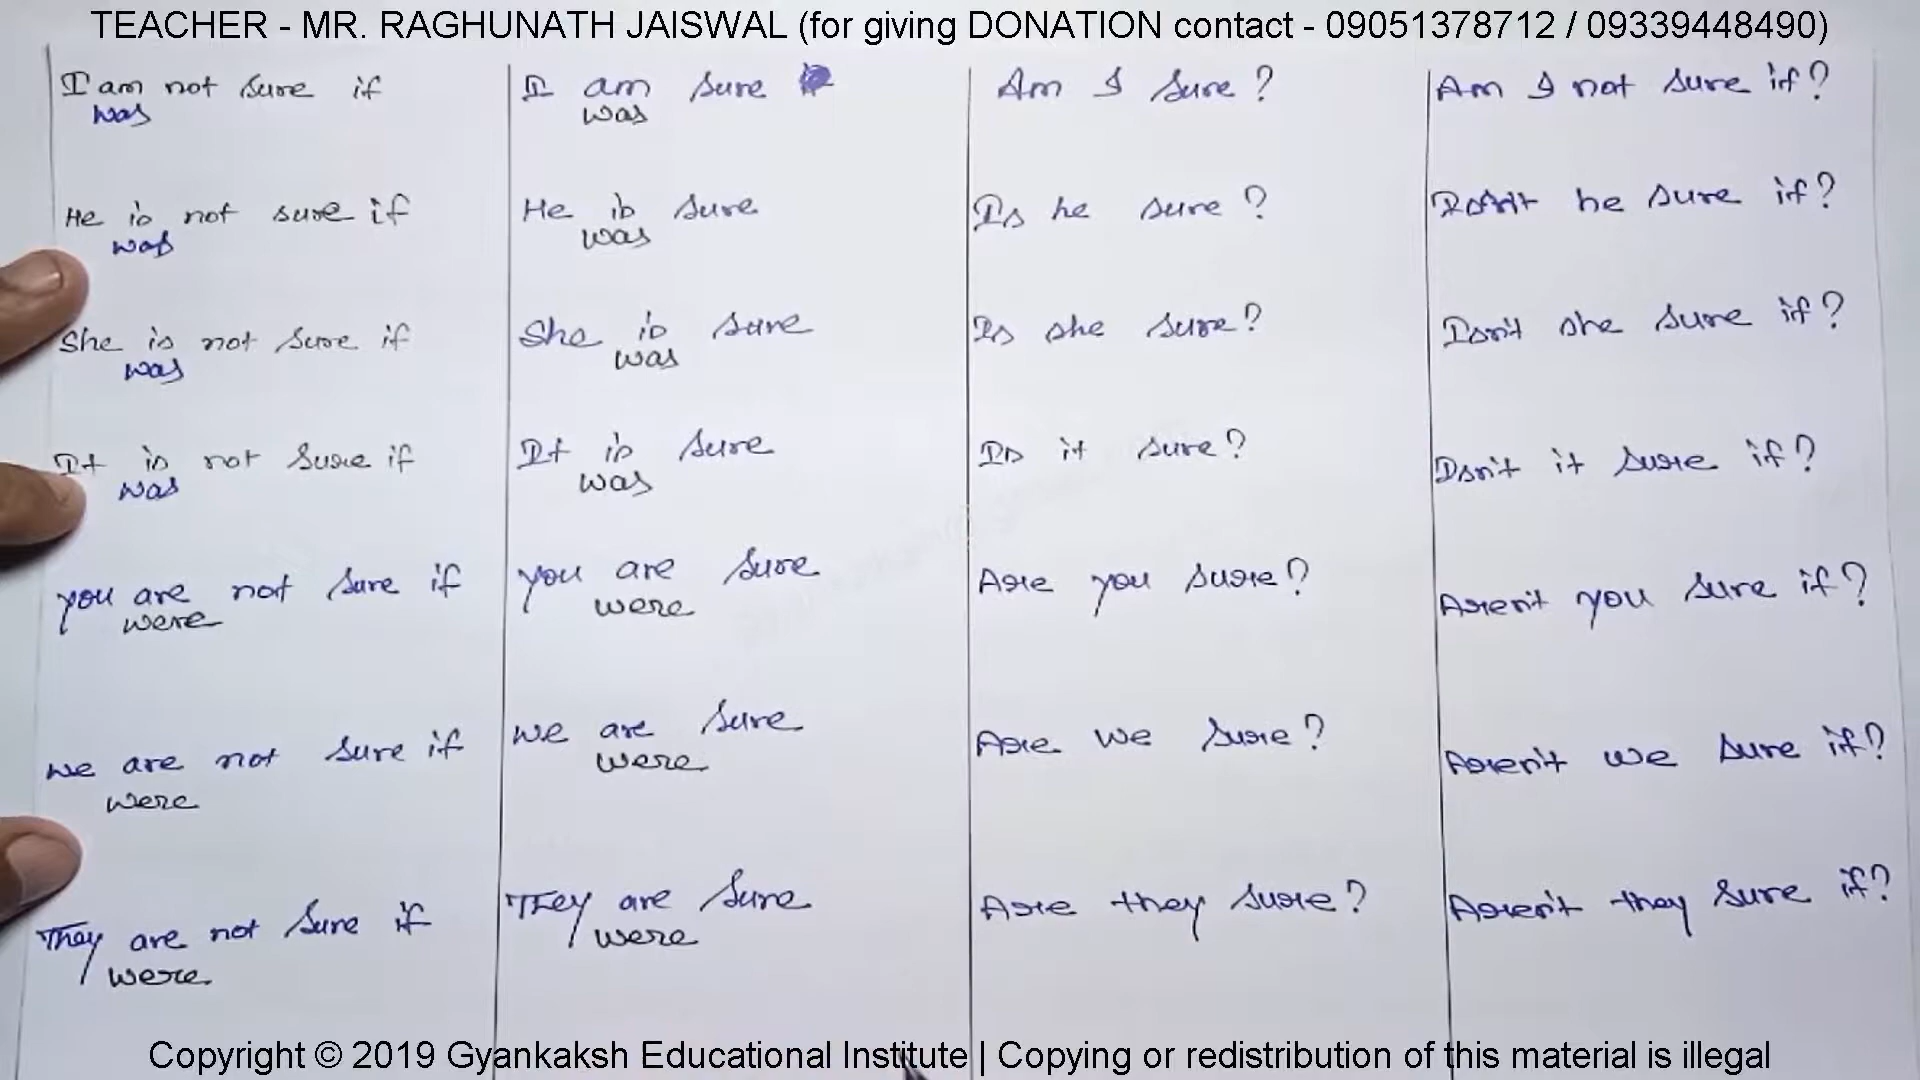 TEACHER - MR. RAGHUNATH JAISWAL (for giving DONATION contact - 09051378712 / 09339448490)
I am not sure if
was
I am sure
was
Am I sure?
Am I not sure if?
He is not sure if
was
He is sure
was
Is he sure?
Isn't he sure if?
She is not sure if
was
She is sure
was
Is she sure?
Isn't she sure if?
It is not sure if
was
It is sure
was
Is it sure?
Isn't it sure if?
you are not sure if
were
you are sure
were
Are you sure?
Aren't you sure if?
we are not sure if
were
we are sure
were
Are we sure?
Aren't we sure if?
They are not sure if
were
They are sure
were
Are they sure?
Aren't they sure if?
Copyright © 2019 Gyankaksh Educational Institute | Copying or redistribution of this material is illegal